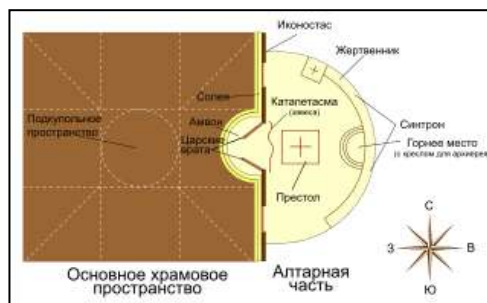 Иконостас
Жертвенник
Солея
Катапетасма
(завеса)
Амвон
Подкупольное
пространство
Царские
врата
Синтрон
Горнее место
(с креслом для архиерея)
Престол
С
З
В
Ю
Основное храмовое
пространство
Алтарная
часть